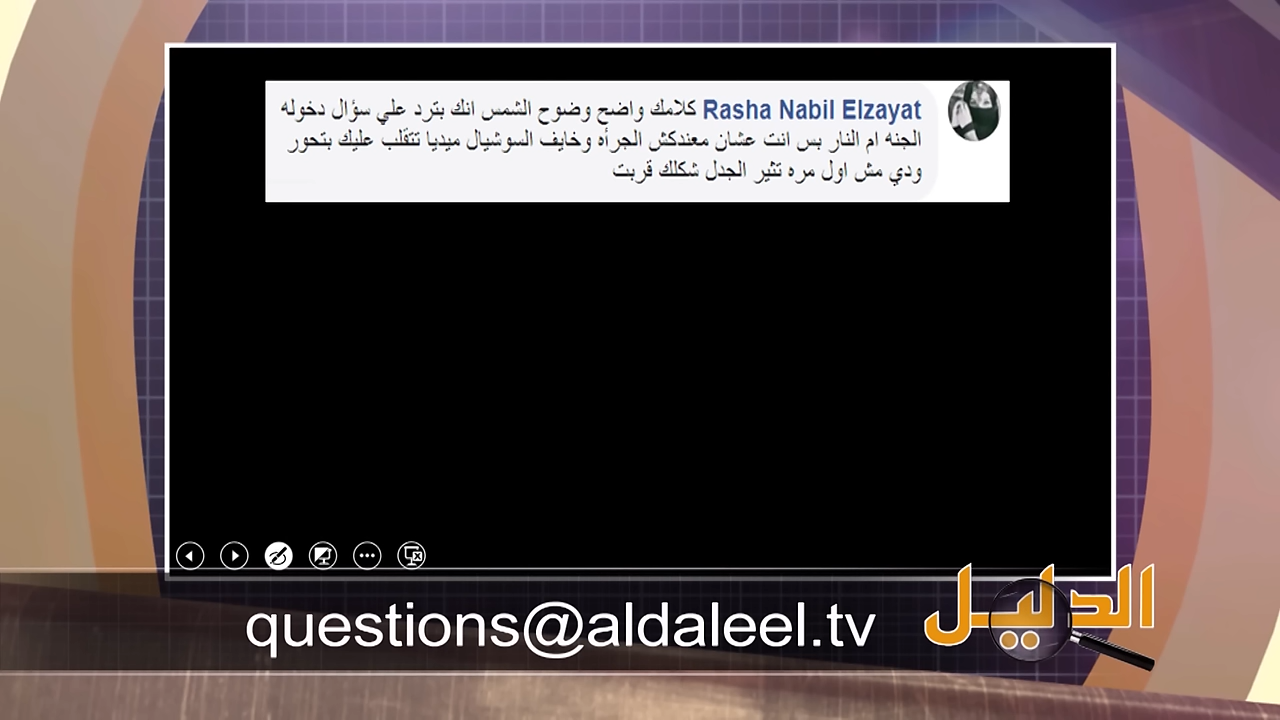 Rasha Nabil Elzayat كلامك واضح وضوح الشمس انك بترد علي سؤال دخوله
الجنه ام النار بس انت عشان معندكش الجرأه وخايف السوشيال ميديا تتقلب عليك بتحور
ودي مش اول مره تثير الجدل شكلك قربت
questions@aldaleel.tv
الدليل